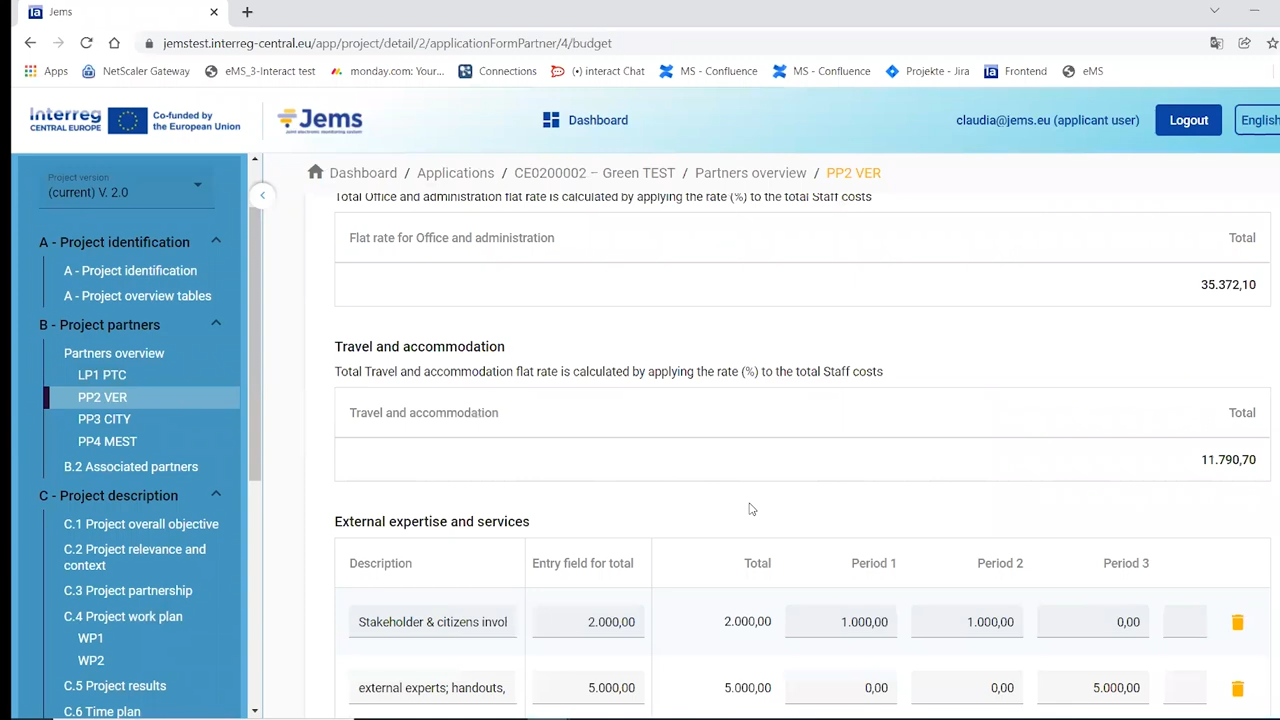 Jems
jemstest.interreg-central.eu/app/project/detail/2/applicationFormPartner/4/budget
Apps
NetScaler Gateway
eMS_3-Interact test
monday.com: Your...
Connections
(•) interact Chat
MS - Confluence
MS - Confluence
Projekte - Jira
Frontend
eMS
Interreg
CENTRAL EUROPE
Co-funded by
the European Union
Jems
Joint electronic monitoring system
Dashboard
claudia@jems.eu (applicant user)
Logout
English
Project version
(current) V. 2.0
A - Project identification
A - Project identification
A - Project overview tables
B - Project partners
Partners overview
LP1 PTC
PP2 VER
PP3 CITY
PP4 MEST
B.2 Associated partners
C - Project description
C.1 Project overall objective
C.2 Project relevance and
context
C.3 Project partnership
C.4 Project work plan
WP1
WP2
C.5 Project results
C.6 Time plan
Dashboard / Applications / CE0200002 – Green TEST / Partners overview / PP2 VER
Total Office and administration flat rate is calculated by applying the rate (%) to the total Staff costs
Flat rate for Office and administration Total
35.372,10
Travel and accommodation
Total Travel and accommodation flat rate is calculated by applying the rate (%) to the total Staff costs
Travel and accommodation Total
11.790,70
External expertise and services
Description Entry field for total Total Period 1 Period 2 Period 3
Stakeholder & citizens invol 2.000,00 2.000,00 1.000,00 1.000,00 0,00
external experts; handouts, 5.000,00 5.000,00 0,00 0,00 5.000,00